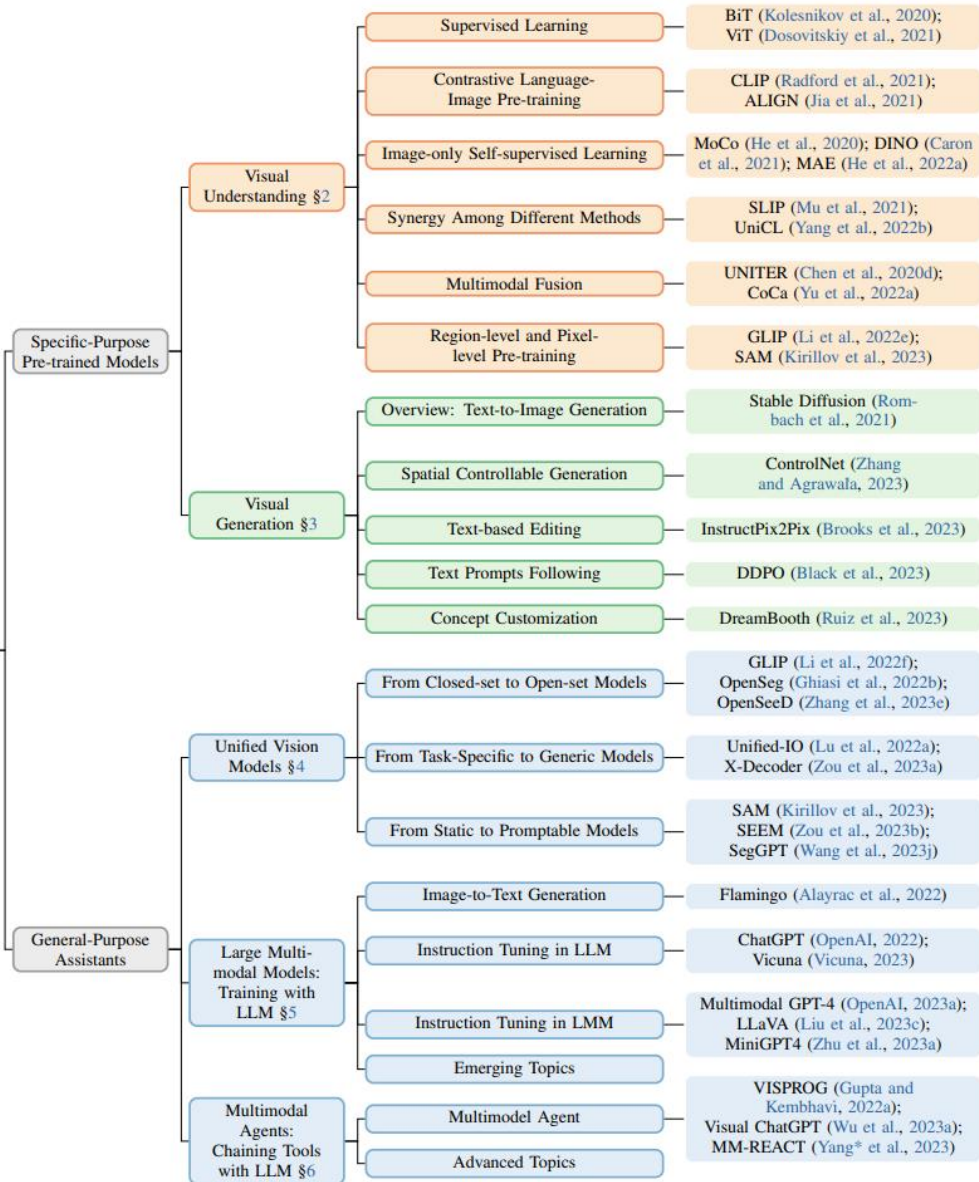 Supervised Learning
BiT (Kolesnikov et al., 2020);
ViT (Dosovitskiy et al., 2021)
Contrastive Language-
Image Pre-training
CLIP (Radford et al., 2021);
ALIGN (Jia et al., 2021)
Visual
Understanding §2
Image-only Self-supervised Learning
MoCo (He et al., 2020); DINO (Caron
et al., 2021); MAE (He et al., 2022a)
Synergy Among Different Methods
SLIP (Mu et al., 2021);
UniCL (Yang et al., 2022b)
Multimodal Fusion
UNITER (Chen et al., 2020d);
CoCa (Yu et al., 2022a)
Specific-Purpose
Pre-trained Models
Region-level and Pixel-
level Pre-training
GLIP (Li et al., 2022e);
SAM (Kirillov et al., 2023)
Overview: Text-to-Image Generation
Stable Diffusion (Rom-
bach et al., 2021)
Spatial Controllable Generation
ControlNet (Zhang
and Agrawala, 2023)
Visual
Generation §3
Text-based Editing
InstructPix2Pix (Brooks et al., 2023)
Text Prompts Following
DDPO (Black et al., 2023)
Concept Customization
DreamBooth (Ruiz et al., 2023)
From Closed-set to Open-set Models
GLIP (Li et al., 2022f);
OpenSeg (Ghiasi et al., 2022b);
OpenSeeD (Zhang et al., 2023e)
Unified Vision
Models §4
From Task-Specific to Generic Models
Unified-IO (Lu et al., 2022a);
X-Decoder (Zou et al., 2023a)
From Static to Promptable Models
SAM (Kirillov et al., 2023);
SEEM (Zou et al., 2023b);
SegGPT (Wang et al., 2023j)
Image-to-Text Generation
Flamingo (Alayrac et al., 2022)
General-Purpose
Assistants
Large Multi-
modal Models:
Training with
LLM §5
Instruction Tuning in LLM
ChatGPT (OpenAI, 2022);
Vicuna (Vicuna, 2023)
Instruction Tuning in LMM
Multimodal GPT-4 (OpenAI, 2023a);
LLaVA (Liu et al., 2023c);
MiniGPT4 (Zhu et al., 2023a)
Emerging Topics
Multimodal
Agents:
Chaining Tools
with LLM §6
Multimodel Agent
VISPROG (Gupta and
Kembhavi, 2022a);
Visual ChatGPT (Wu et al., 2023a);
MM-REACT (Yang* et al., 2023)
Advanced Topics